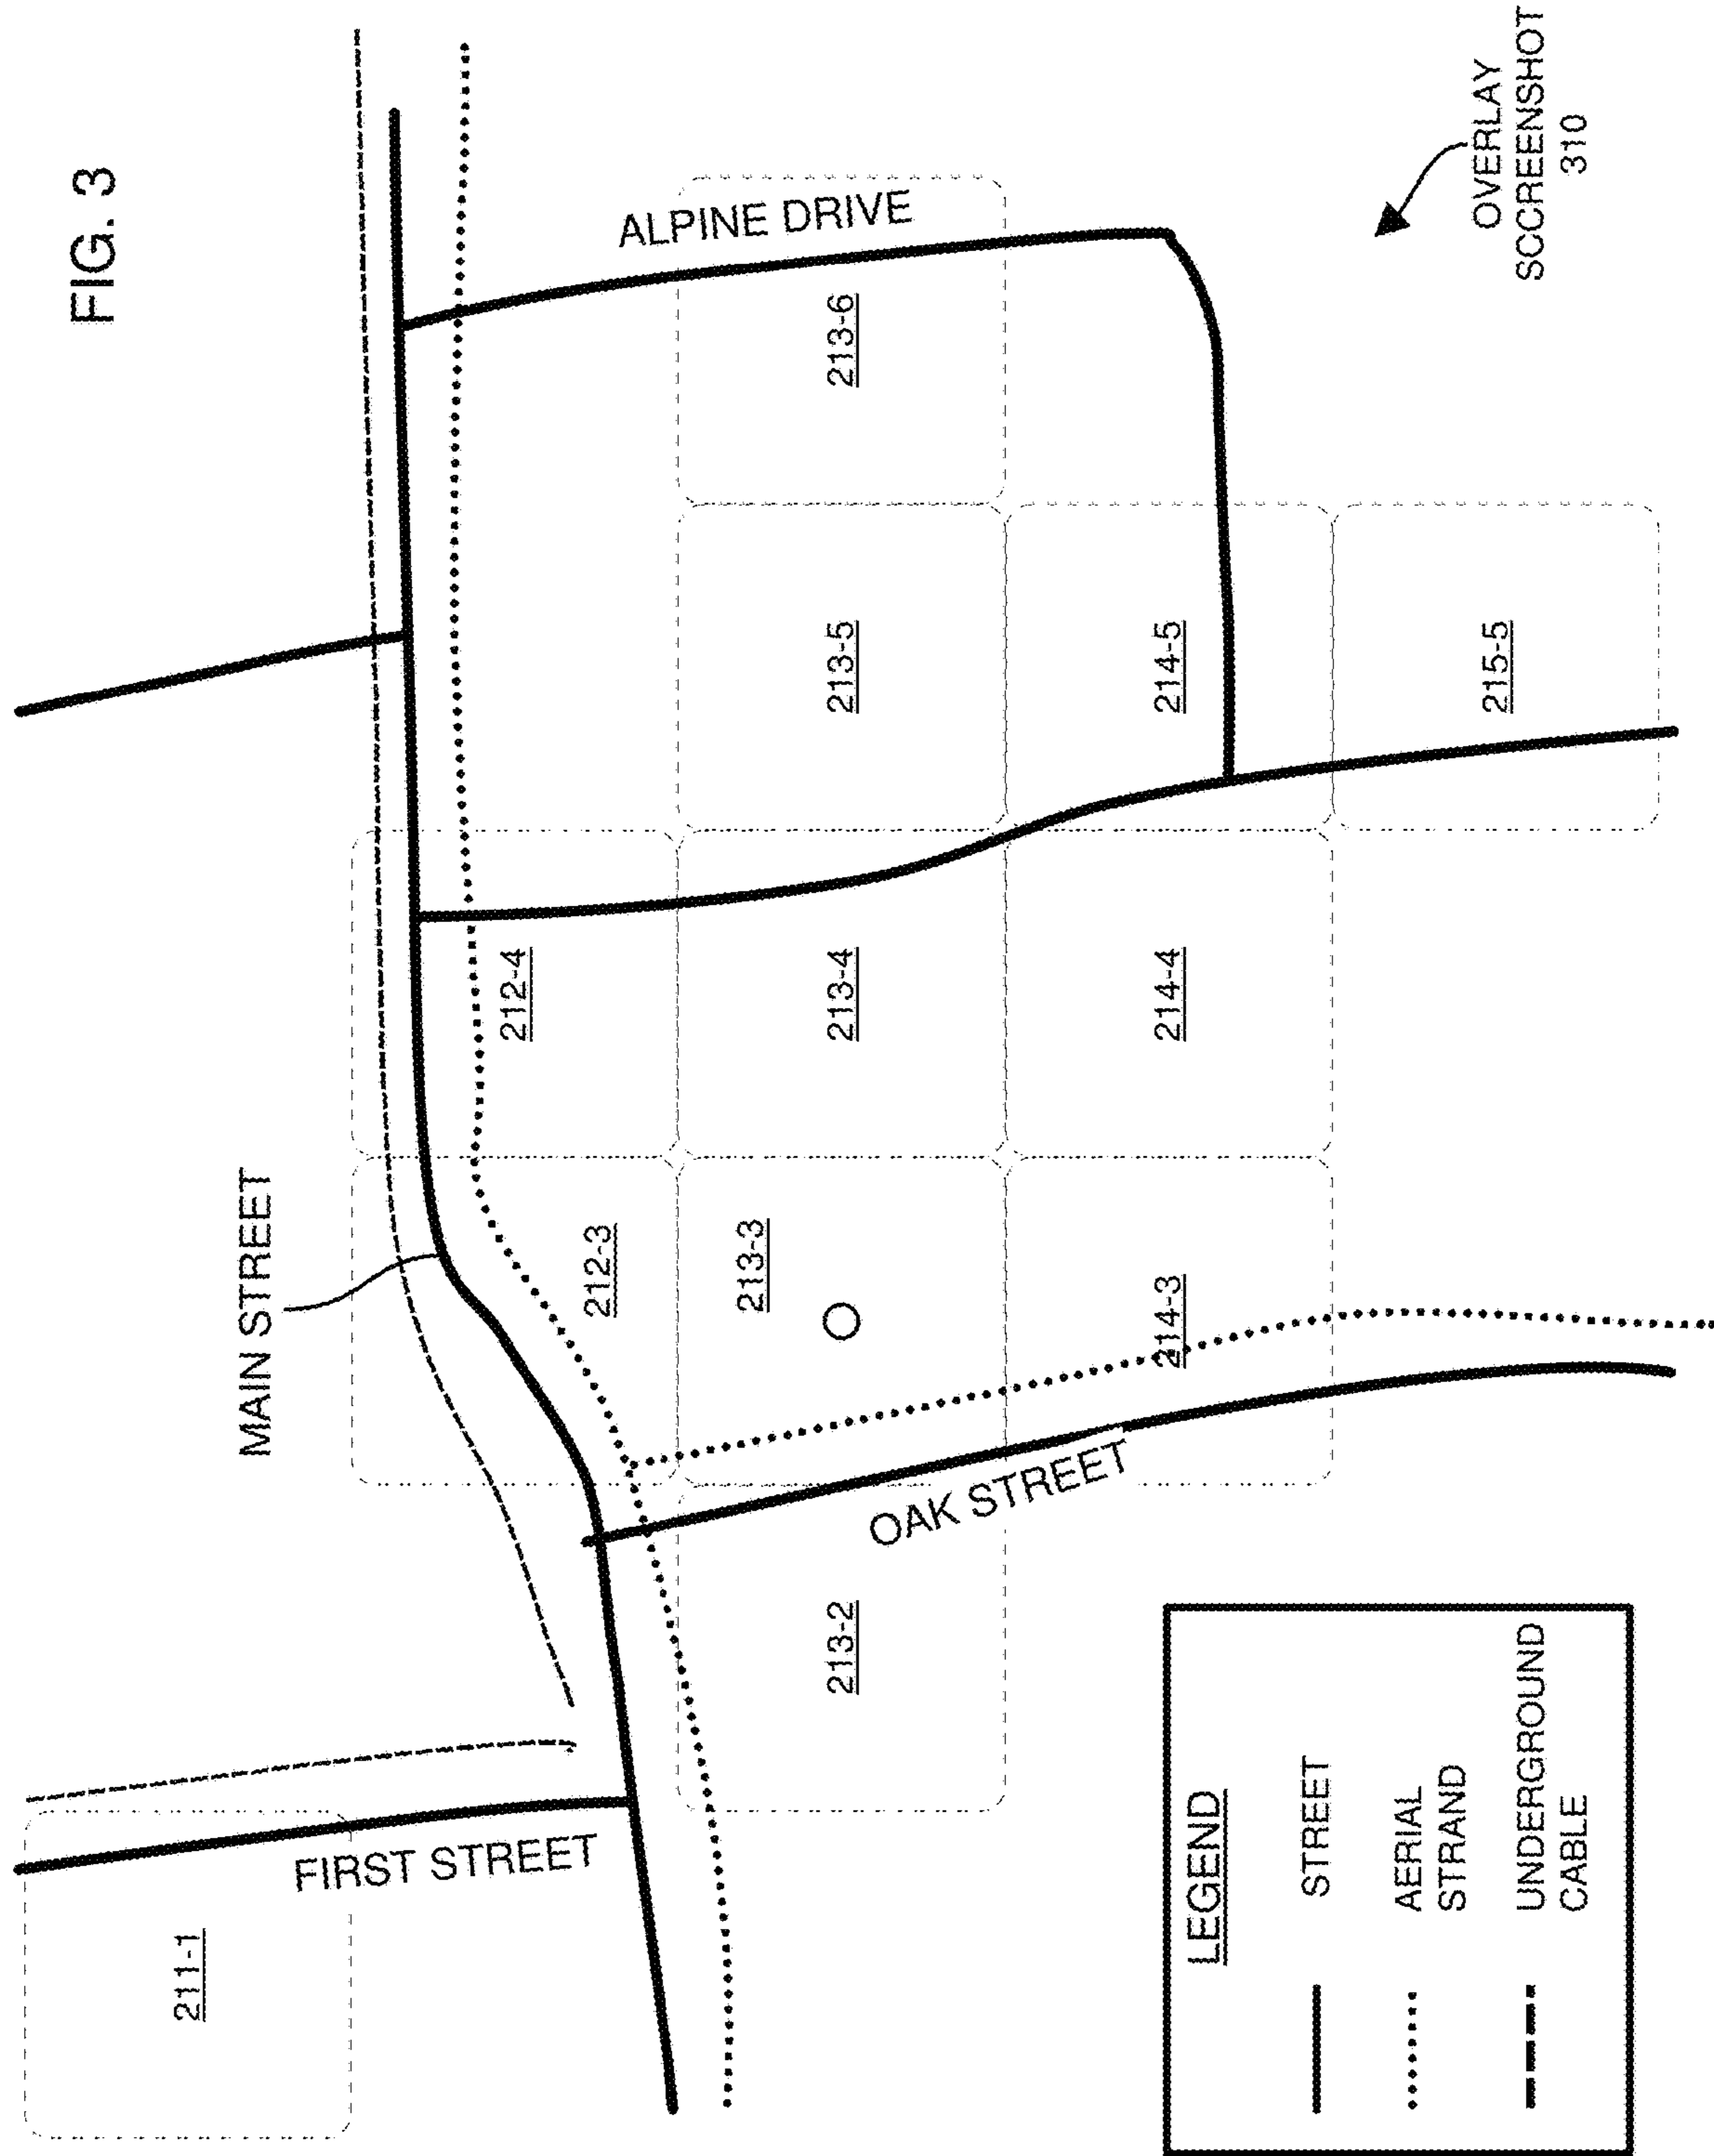 FIG. 3
MAIN STREET
FIRST STREET
ALPINE DRIVE
OAK STREET
211-1
212-3
212-4
213-2
213-3
213-4
213-5
213-6
214-3
214-4
214-5
215-5
LEGEND
STREET
AERIAL
STRAND
UNDERGROUND
CABLE
OVERLAY
SCCREENSHOT
310